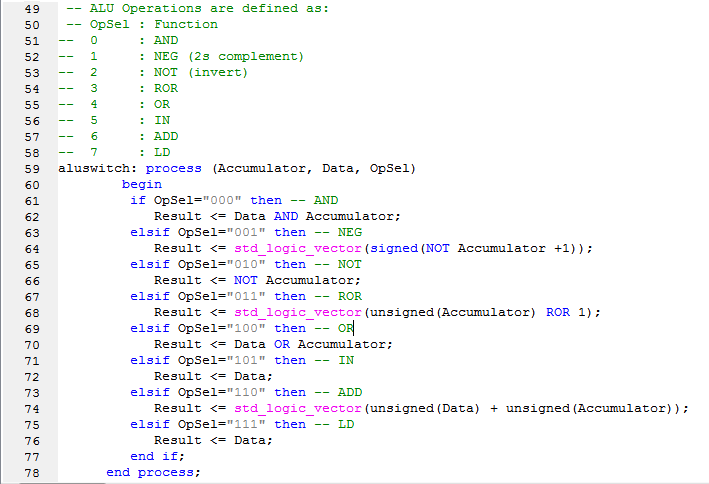 49 -- ALU Operations are defined as:
50 -- OpSel : Function
51 -- 0 : AND
52 -- 1 : NEG (2s complement)
53 -- 2 : NOT (invert)
54 -- 3 : ROR
55 -- 4 : OR
56 -- 5 : IN
57 -- 6 : ADD
58 -- 7 : LD
59 aluswitch: process (Accumulator, Data, OpSel)
60 begin
61 if OpSel="000" then -- AND
62 Result <= Data AND Accumulator;
63 elsif OpSel="001" then -- NEG
64 Result <= std_logic_vector(signed(NOT Accumulator +1));
65 elsif OpSel="010" then -- NOT
66 Result <= NOT Accumulator;
67 elsif OpSel="011" then -- ROR
68 Result <= std_logic_vector(unsigned(Accumulator) ROR 1);
69 elsif OpSel="100" then -- OR
70 Result <= Data OR Accumulator;
71 elsif OpSel="101" then -- IN
72 Result <= Data;
73 elsif OpSel="110" then -- ADD
74 Result <= std_logic_vector(unsigned(Data) + unsigned(Accumulator));
75 elsif OpSel="111" then -- LD
76 Result <= Data;
77 end if;
78 end process;